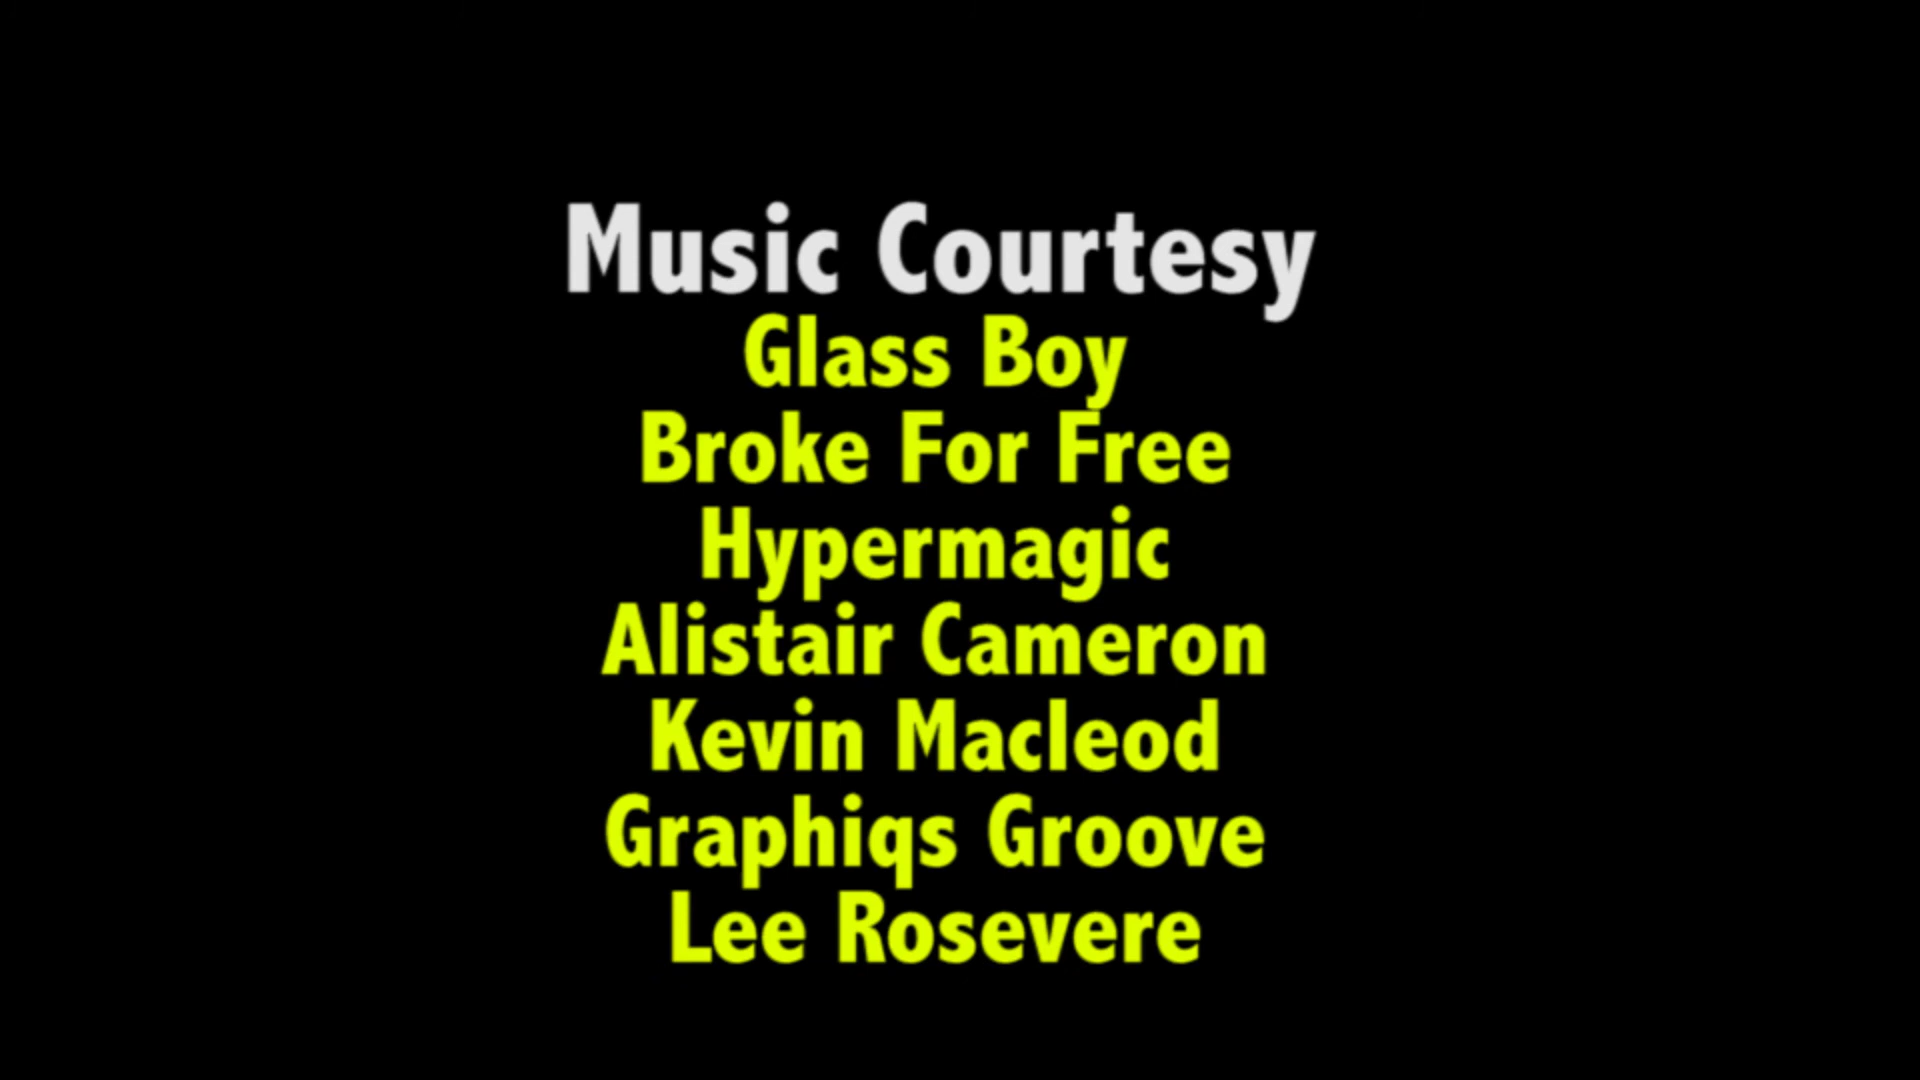 Music Courtesy
Glass Boy
Broke For Free
Hypermagic
Alistair Cameron
Kevin Macleod
Graphiqs Groove
Lee Rosevere